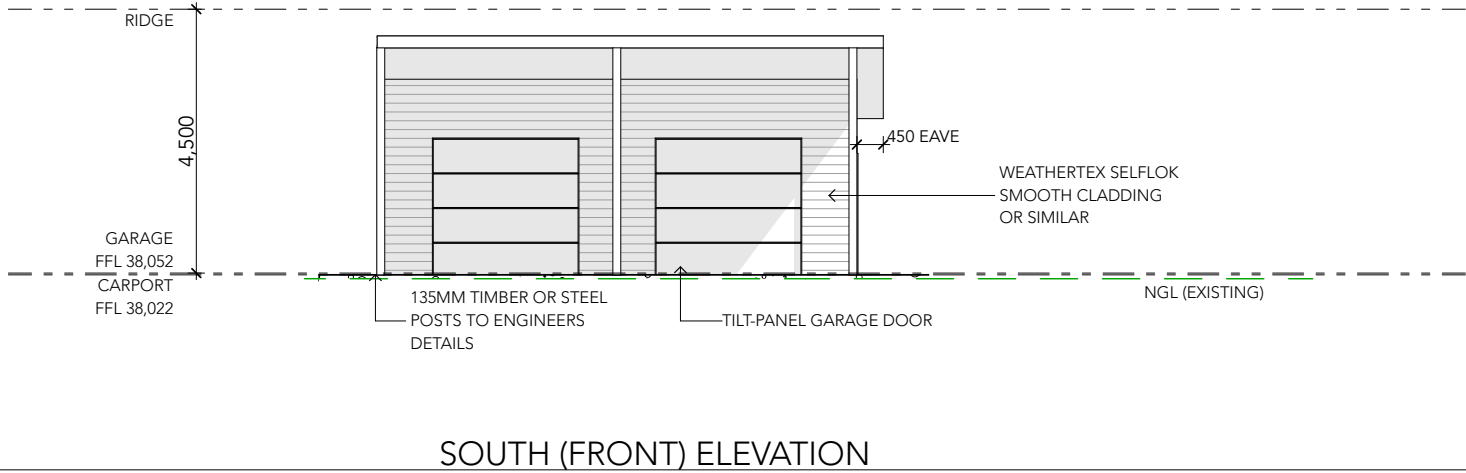 RIDGE
4,500
450 EAVE
WEATHERTEX SELFLOK
SMOOTH CLADDING
OR SIMILAR
GARAGE
FFL 38,052
CARPORT
FFL 38,022
135MM TIMBER OR STEEL
POSTS TO ENGINEERS
DETAILS
TILT-PANEL GARAGE DOOR
NGL (EXISTING)
SOUTH (FRONT) ELEVATION